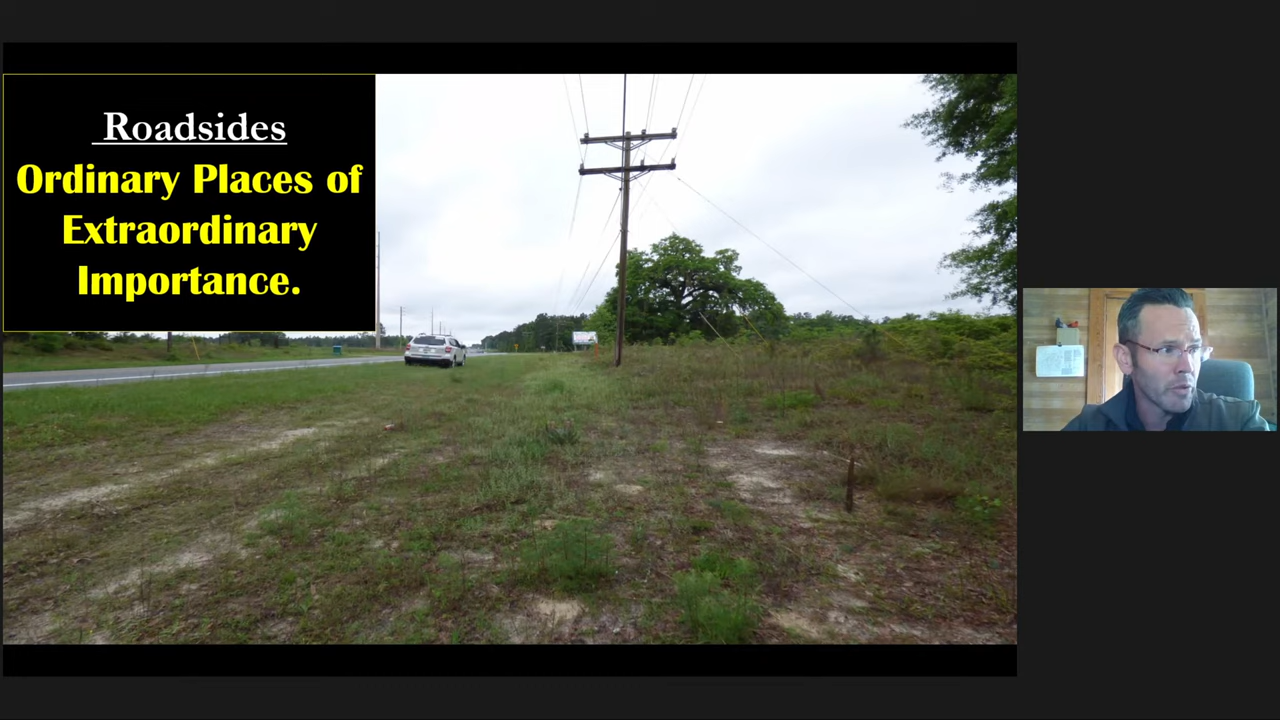 Roadsides
Ordinary Places of
Extraordinary
Importance.